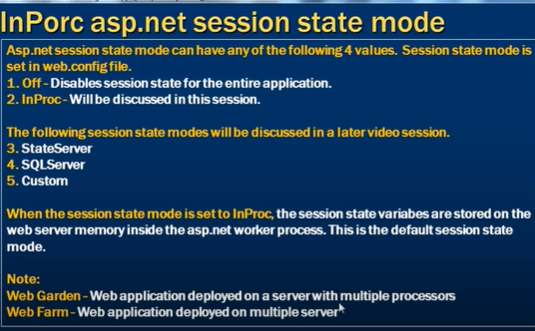 InPorc asp.net session state mode
Asp.net session state mode can have any of the following 4 values. Session state mode is
set in web.config file.
1. Off - Disables session state for the entire application.
2. InProc - Will be discussed in this session.
The following session state modes will be discussed in a later video session.
3. StateServer
4. SQLServer
5. Custom
When the session state mode is set to InProc, the session state variabes are stored on the
web server memory inside the asp.net worker process. This is the default session state
mode.
Note:
Web Garden - Web application deployed on a server with multiple processors
Web Farm - Web application deployed on multiple server